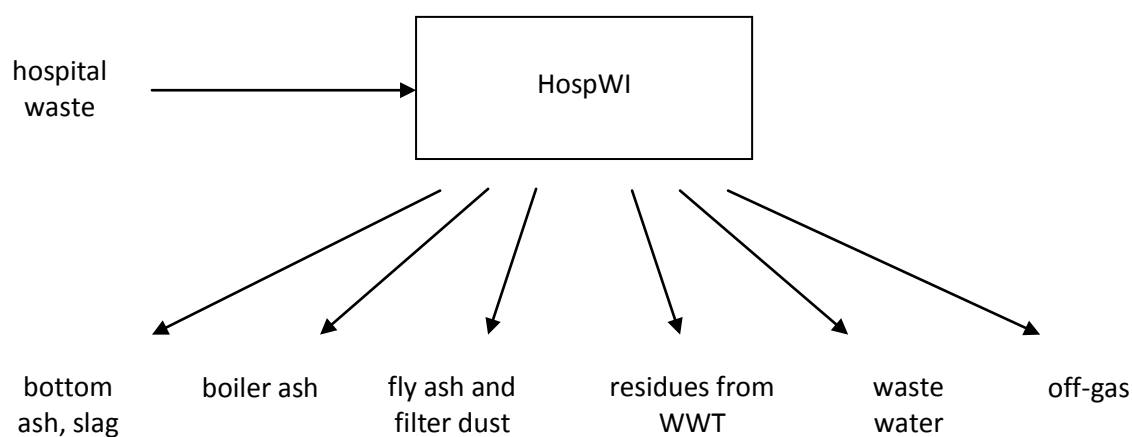 hospital
waste
HospWI
bottom
ash, slag
boiler ash
fly ash and
filter dust
residues from
WWT
waste
water
off-gas